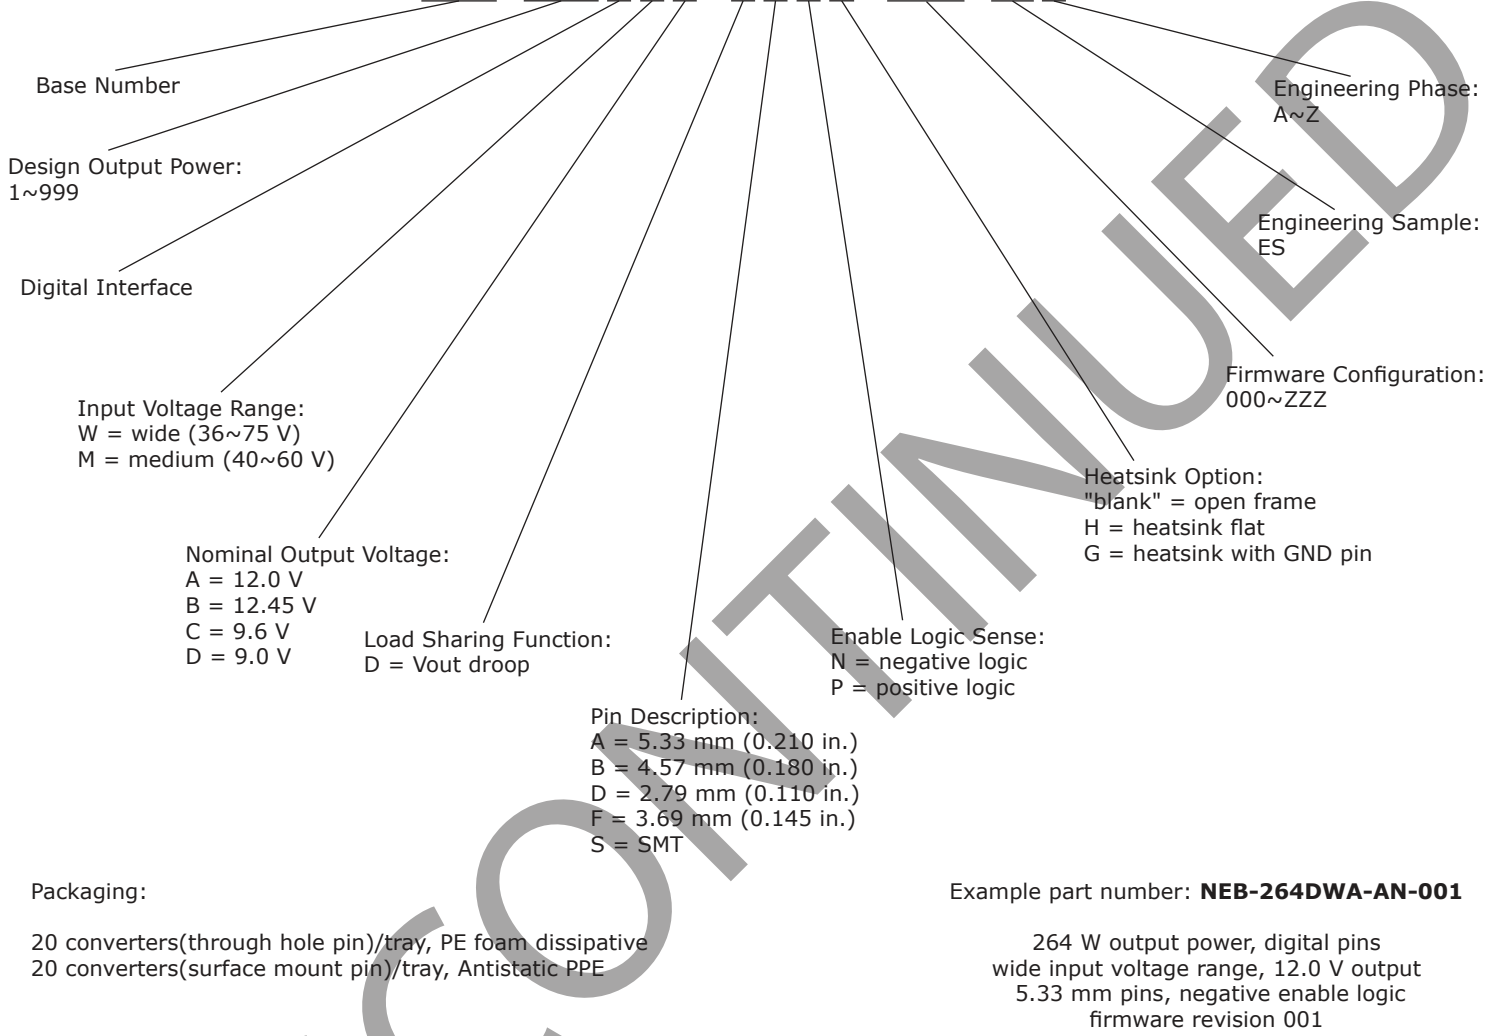 Base Number
Design Output Power:
1~999
Digital Interface
Input Voltage Range:
W = wide (36~75 V)
M = medium (40~60 V)
Nominal Output Voltage:
A = 12.0 V
B = 12.45 V
C = 9.6 V
D = 9.0 V
Load Sharing Function:
D = Vout droop
Pin Description:
A = 5.33 mm (0.210 in.)
B = 4.57 mm (0.180 in.)
D = 2.79 mm (0.110 in.)
F = 3.69 mm (0.145 in.)
S = SMT
Enable Logic Sense:
N = negative logic
P = positive logic
Heatsink Option:
"blank" = open frame
H = heatsink flat
G = heatsink with GND pin
Firmware Configuration:
000~ZZZ
Engineering Sample:
ES
Engineering Phase:
A~Z
Packaging:
20 converters(through hole pin)/tray, PE foam dissipative
20 converters(surface mount pin)/tray, Antistatic PPE
Example part number: NEB-264DWA-AN-001
264 W output power, digital pins
wide input voltage range, 12.0 V output
5.33 mm pins, negative enable logic
firmware revision 001
CONTINUED